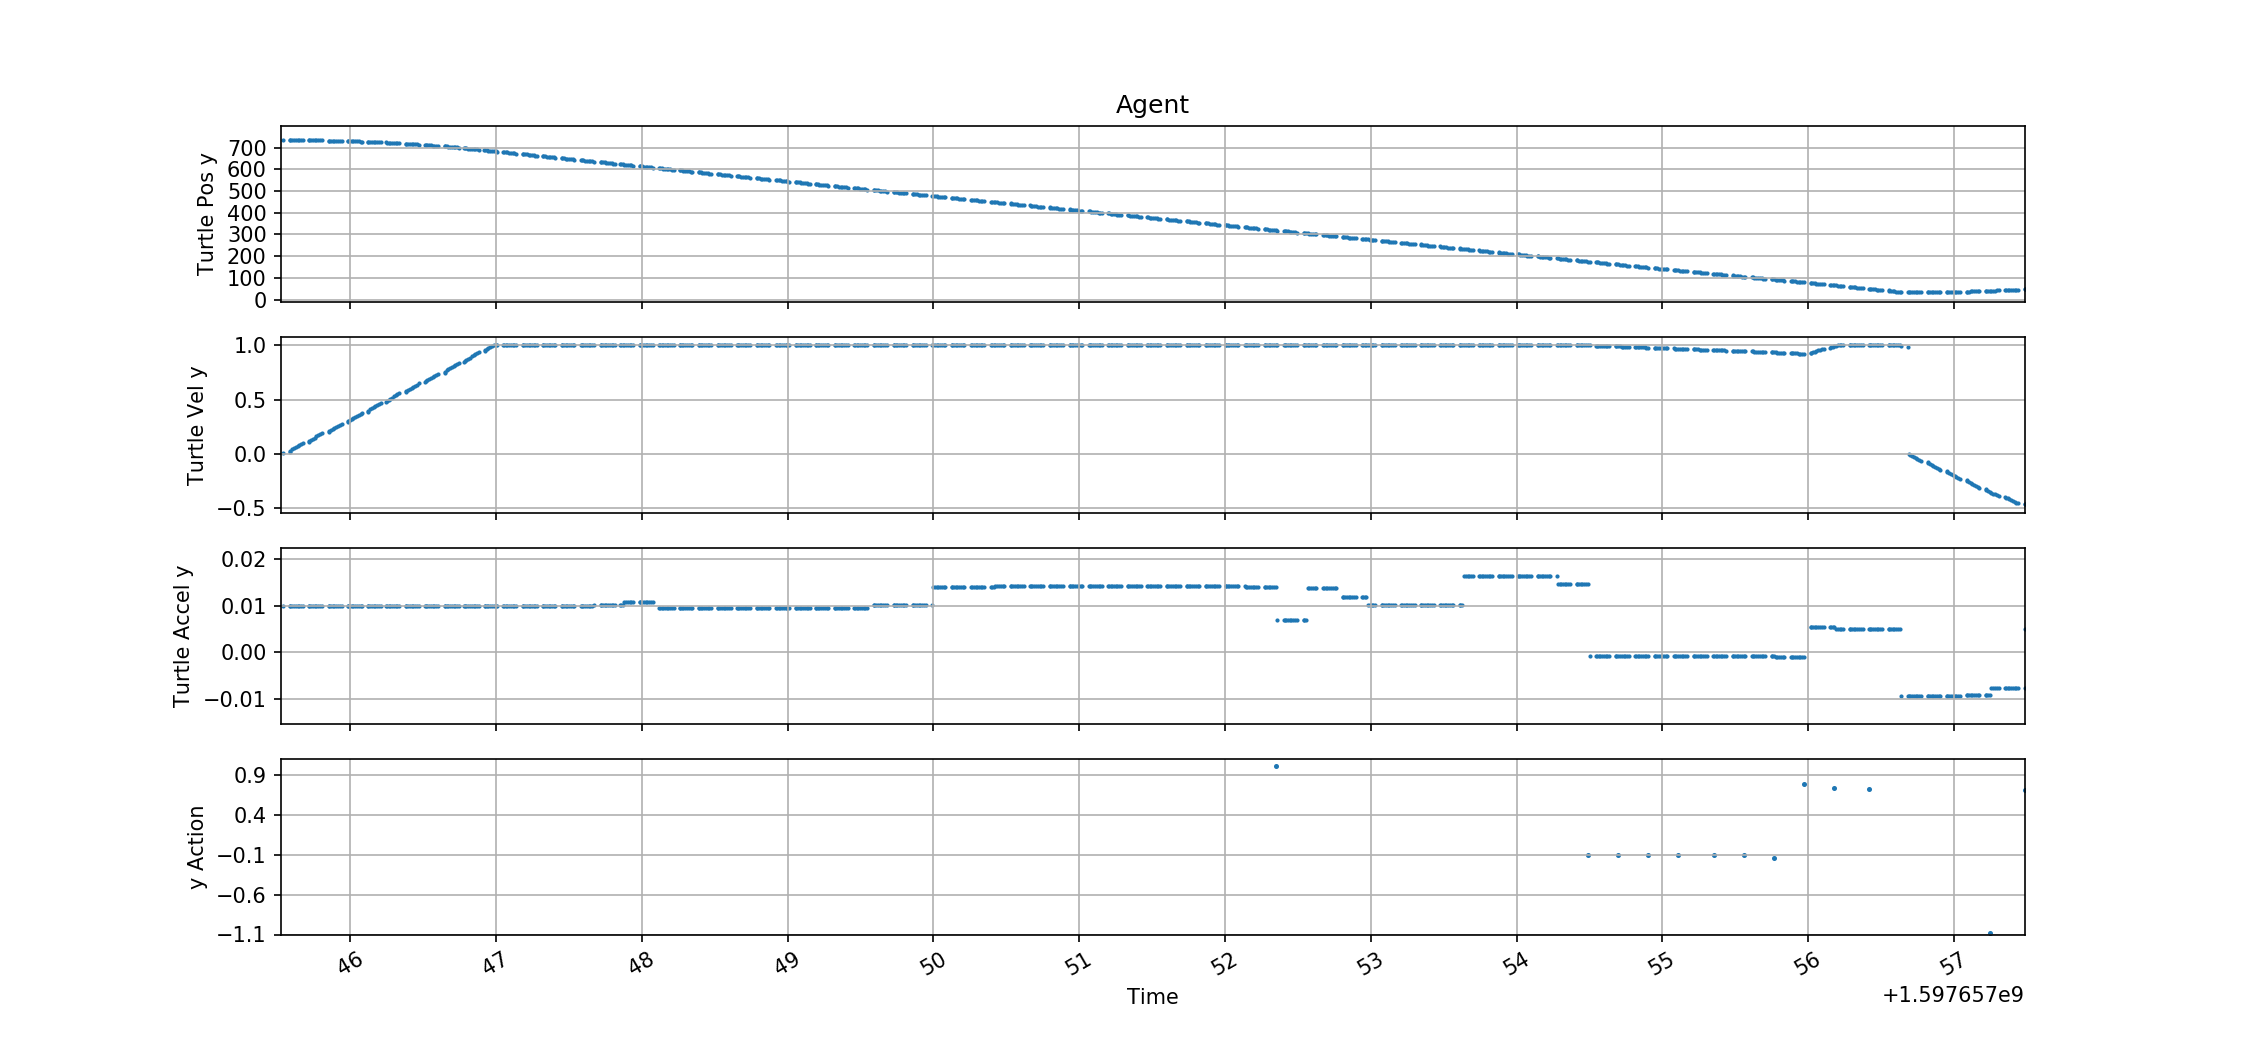 Agent
Turtle Pos y
700
600
500
400
300
200
100
0
Turtle Vel y
1.0
0.5
0.0
−0.5
Turtle Accel y
0.02
0.01
0.00
−0.01
y Action
0.9
0.4
−0.1
−0.6
−1.1
46 47 48 49 50 51 52 53 54 55 56 57
Time
+1.597657e9